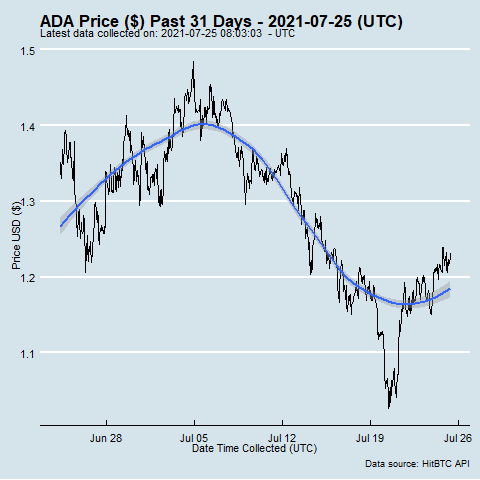 ADA Price ($) Past 31 Days - 2021-07-25 (UTC)
Latest data collected on: 2021-07-25 08:03:03 - UTC
1.5
1.4
1.3
1.2
1.1
Price USD ($)
Jun 28
Jul 05
Jul 12
Jul 19
Jul 26
Date Time Collected (UTC)
Data source: HitBTC API